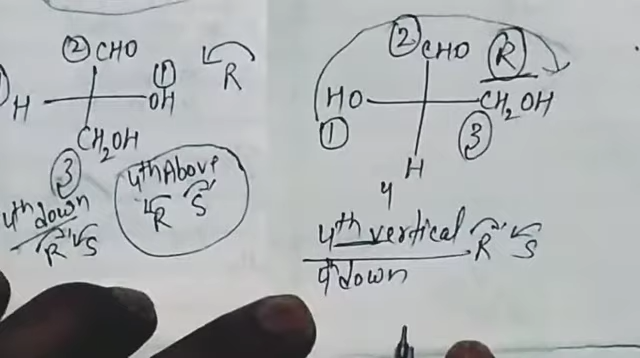 ② CHO
① 
H OH R
CH₂OH
③
4th down
R S
4th Above
R S
② CHO R
HO CH₂OH
① ③
H
4
4th vertical R S
4th down